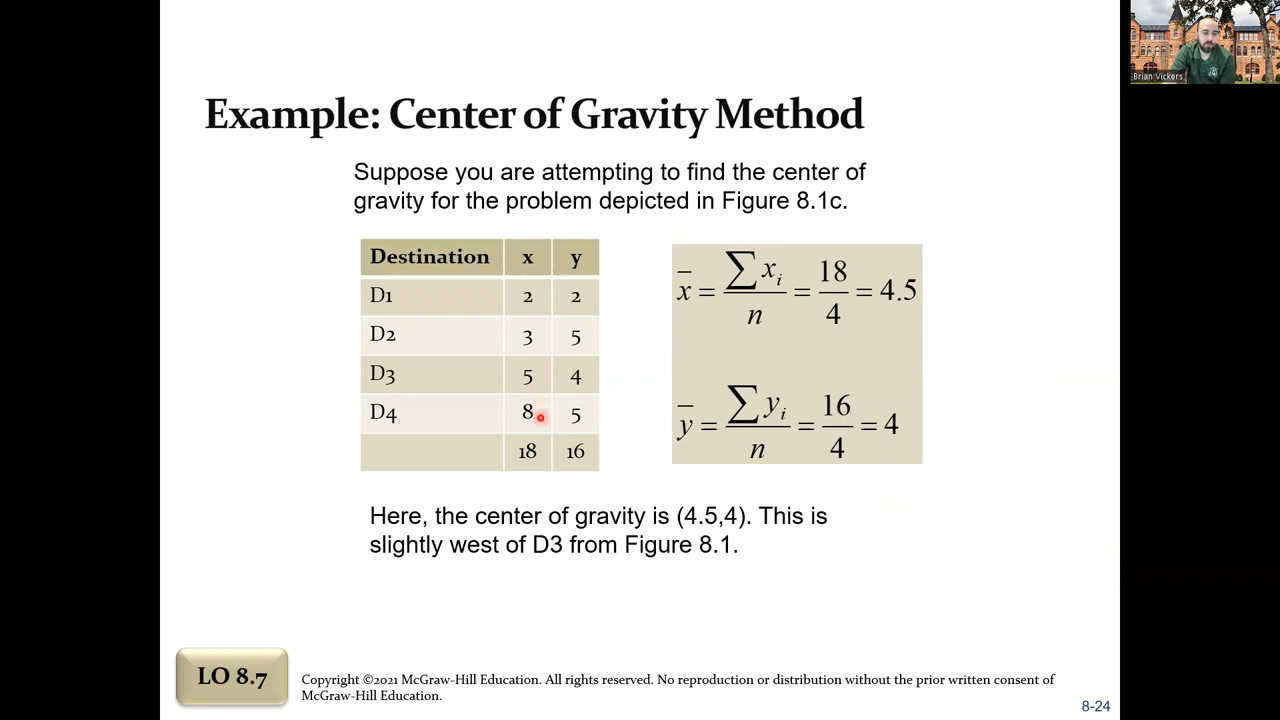 Brian Vickers
Example: Center of Gravity Method
Suppose you are attempting to find the center of
gravity for the problem depicted in Figure 8.1c.
Destination x y
D1 2 2
D2 3 5
D3 5 4
D4 8 5
18 16
x̄ = ∑ xᵢ / n = 18 / 4 = 4.5
ȳ = ∑ yᵢ / n = 16 / 4 = 4
Here, the center of gravity is (4.5,4). This is
slightly west of D3 from Figure 8.1.
LO 8.7
Copyright ©2021 McGraw-Hill Education. All rights reserved. No reproduction or distribution without the prior written consent of
McGraw-Hill Education.
8-24